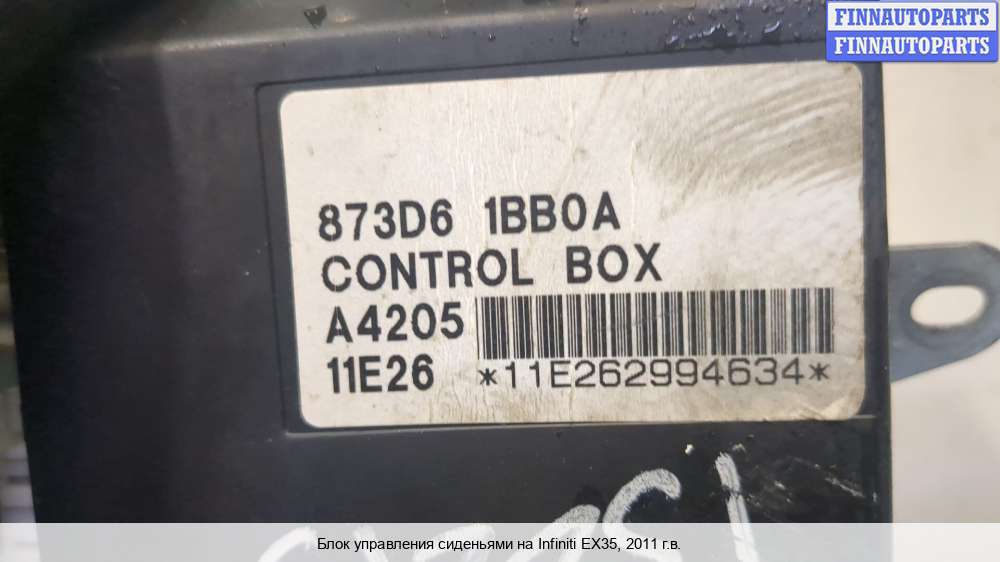 FINNAUTOPARTS
FINNAUTOPARTS
873D6 1BB0A
CONTROL BOX
A4205
11E26 *11E262994634*
Блок управления сиденьями на Infiniti EX35, 2011 г.в.